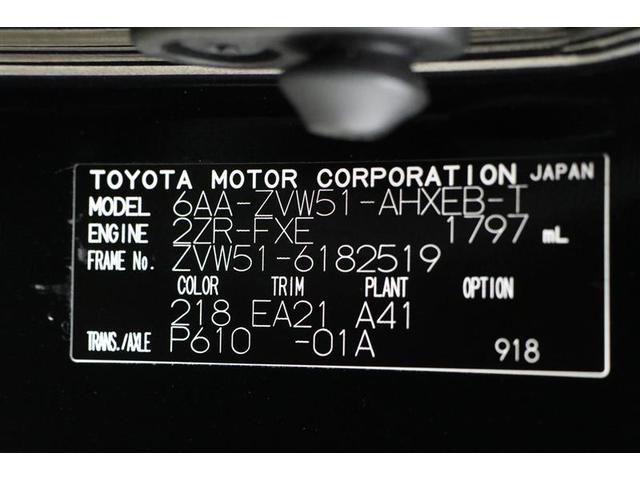 TOYOTA MOTOR CORPORATION JAPAN
MODEL 6AA-ZVW51-AHXEB-T
ENGINE 2ZR-FXE 1797 mL
FRAME No. ZVW51-6182519
COLOR TRIM PLANT OPTION
218 EA21 A41
TRANS./AXLE P610 -01A 918